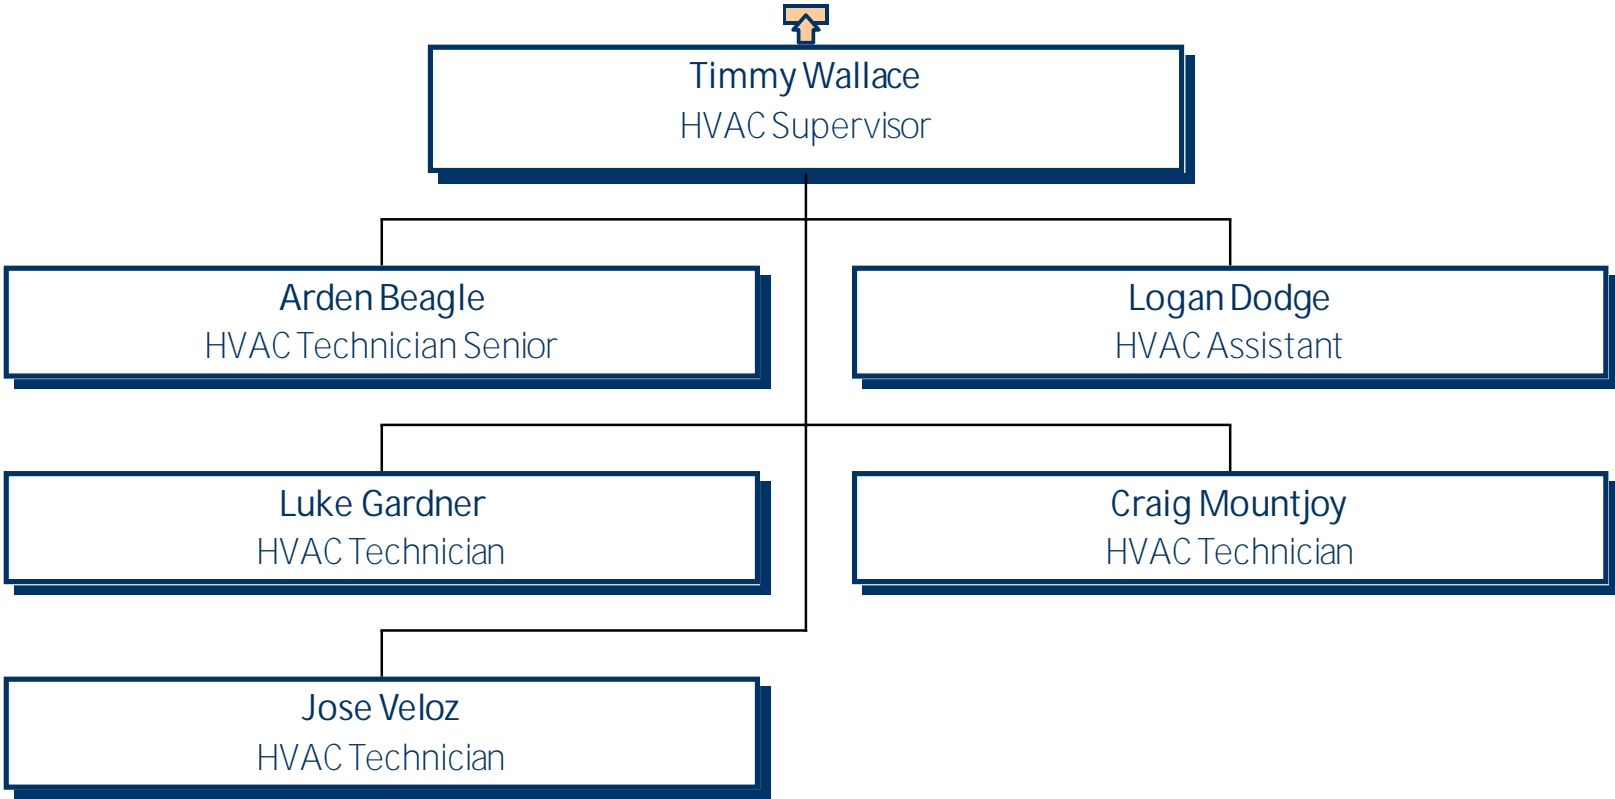 Timmy Wallace
HVAC Supervisor
Arden Beagle
HVAC Technician Senior
Logan Dodge
HVAC Assistant
Luke Gardner
HVAC Technician
Craig Mountjoy
HVAC Technician
Jose Veloz
HVAC Technician